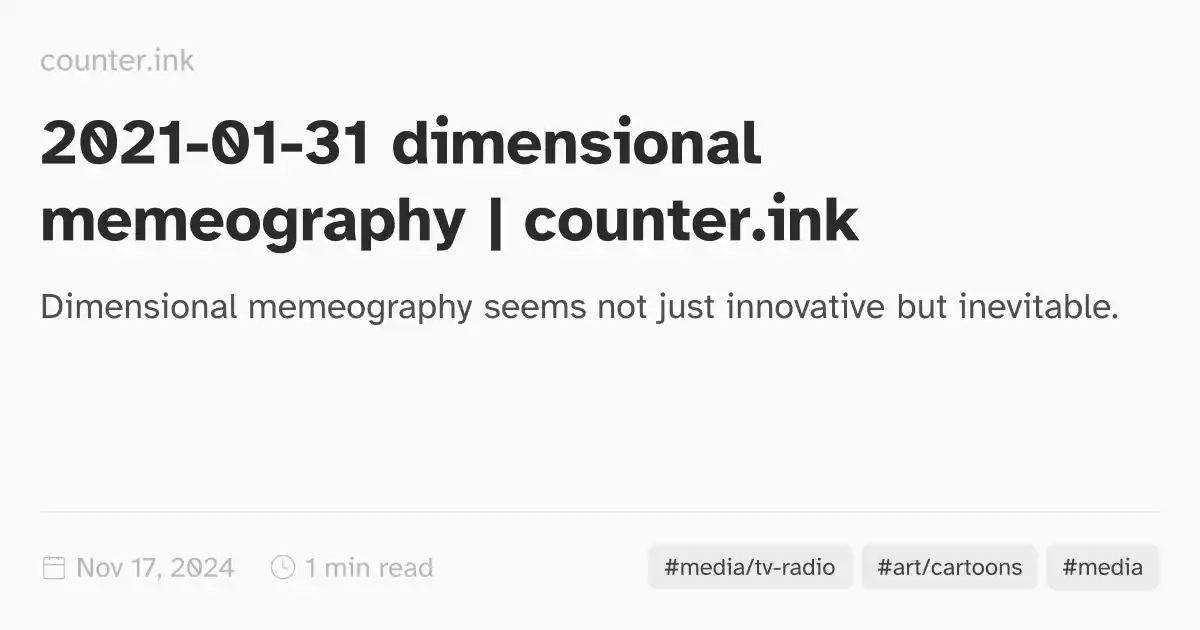 counter.ink
2021-01-31 dimensional
memeography | counter.ink
Dimensional memeography seems not just innovative but inevitable.
Nov 17, 2024 1 min read #media/tv-radio #art/cartoons #media